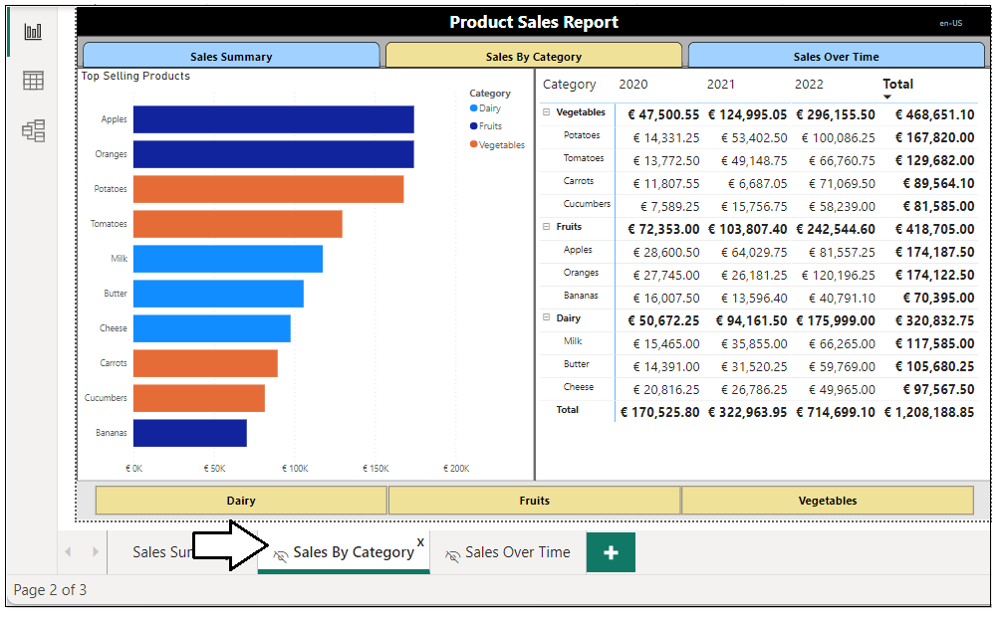 Product Sales Report
en-US
Sales Summary Sales By Category Sales Over Time
Top Selling Products
Category
Dairy
Fruits
Vegetables
Apples
Oranges
Potatoes
Tomatoes
Milk
Butter
Cheese
Carrots
Cucumbers
Bananas
€ 0K € 50K € 100K € 150K € 200K
Category 2020 2021 2022 Total
Vegetables € 47,500.55 € 124,995.05 € 296,155.50 € 468,651.10
Potatoes € 14,331.25 € 53,402.50 € 100,086.25 € 167,820.00
Tomatoes € 13,772.50 € 49,148.75 € 66,760.75 € 129,682.00
Carrots € 11,807.55 € 6,687.05 € 71,069.50 € 89,564.10
Cucumbers € 7,589.25 € 15,756.75 € 58,239.00 € 81,585.00
Fruits € 72,353.00 € 103,807.40 € 242,544.60 € 418,705.00
Apples € 28,600.50 € 64,029.75 € 81,557.25 € 174,187.50
Oranges € 27,745.00 € 26,181.25 € 120,196.25 € 174,122.50
Bananas € 16,007.50 € 13,596.40 € 40,791.10 € 70,395.00
Dairy € 50,672.25 € 94,161.50 € 175,999.00 € 320,832.75
Milk € 15,465.00 € 35,855.00 € 66,265.00 € 117,585.00
Butter € 14,391.00 € 31,520.25 € 59,769.00 € 105,680.25
Cheese € 20,816.25 € 26,786.25 € 49,965.00 € 97,567.50
Total € 170,525.80 € 322,963.95 € 714,699.10 € 1,208,188.85
Dairy Fruits Vegetables
Sales Sales By Category x Sales Over Time +
Page 2 of 3